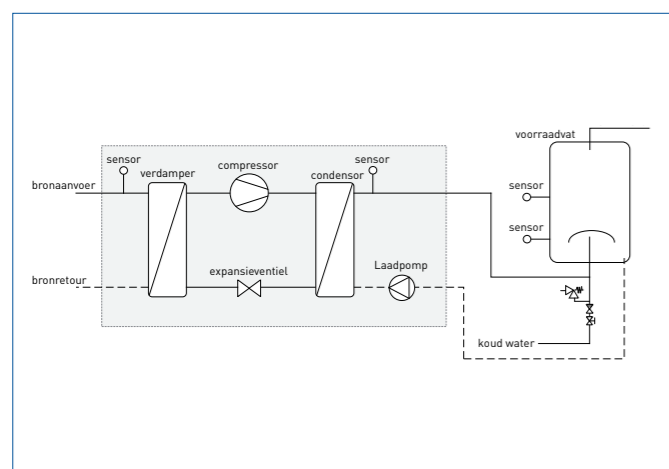 voorraadvat
sensor
compressor
sensor
verdamper
condensor
bronaanvoer
sensor
sensor
expansieventiel
Laadpomp
bronretour
koud water